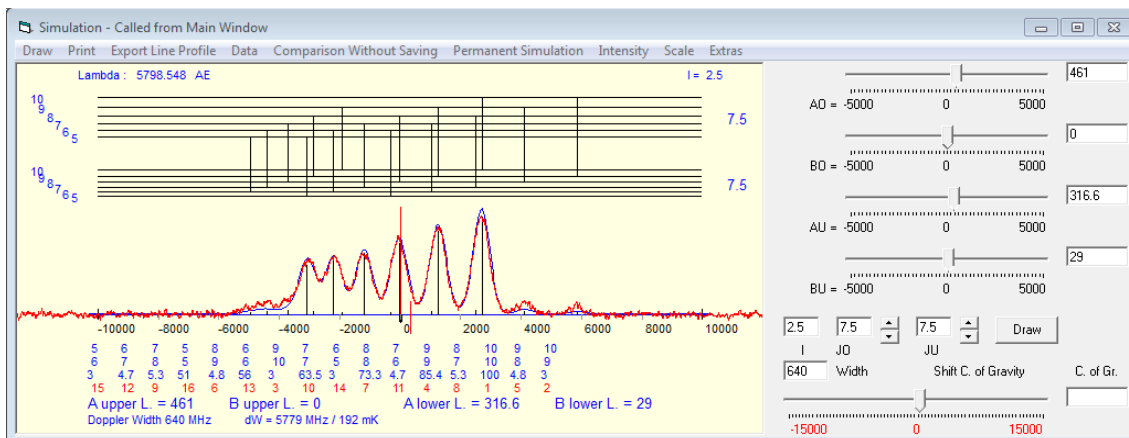 Simulation - Called from Main Window
Draw Print Export Line Profile Data Comparison Without Saving Permanent Simulation Intensity Scale Extras
Lambda : 5798.548 AE I = 2.5
10 9 8 7 6 5 7.5
10 9 8 7 6 5 7.5
-10000 -8000 -6000 -4000 -2000 0 2000 4000 6000 8000 10000
5 6 7 5 8 6 9 7 8 6 7 9 8 10 9 10
6 7 8 5 9 6 10 7 5 8 6 9 7 10 8 9
3 4.7 5.3 51 4.8 56 3 63.5 3 73.3 4.7 85.4 5.3 100 4.8 3
15 12 9 16 6 13 3 10 14 7 11 4 8 1 5 2
A upper L. = 461 B upper L. = 0 A lower L. = 316.6 B lower L. = 29
Doppler Width 640 MHz dW = 5779 MHz / 192 mK
461
AO = -5000 0 5000
0
BO = -5000 0 5000
316.6
AU = -5000 0 5000
29
BU = -5000 0 5000
2.5 7.5 7.5 Draw
I JO JU
640 Width Shift C. of Gravity C. of Gr.
-15000 0 15000